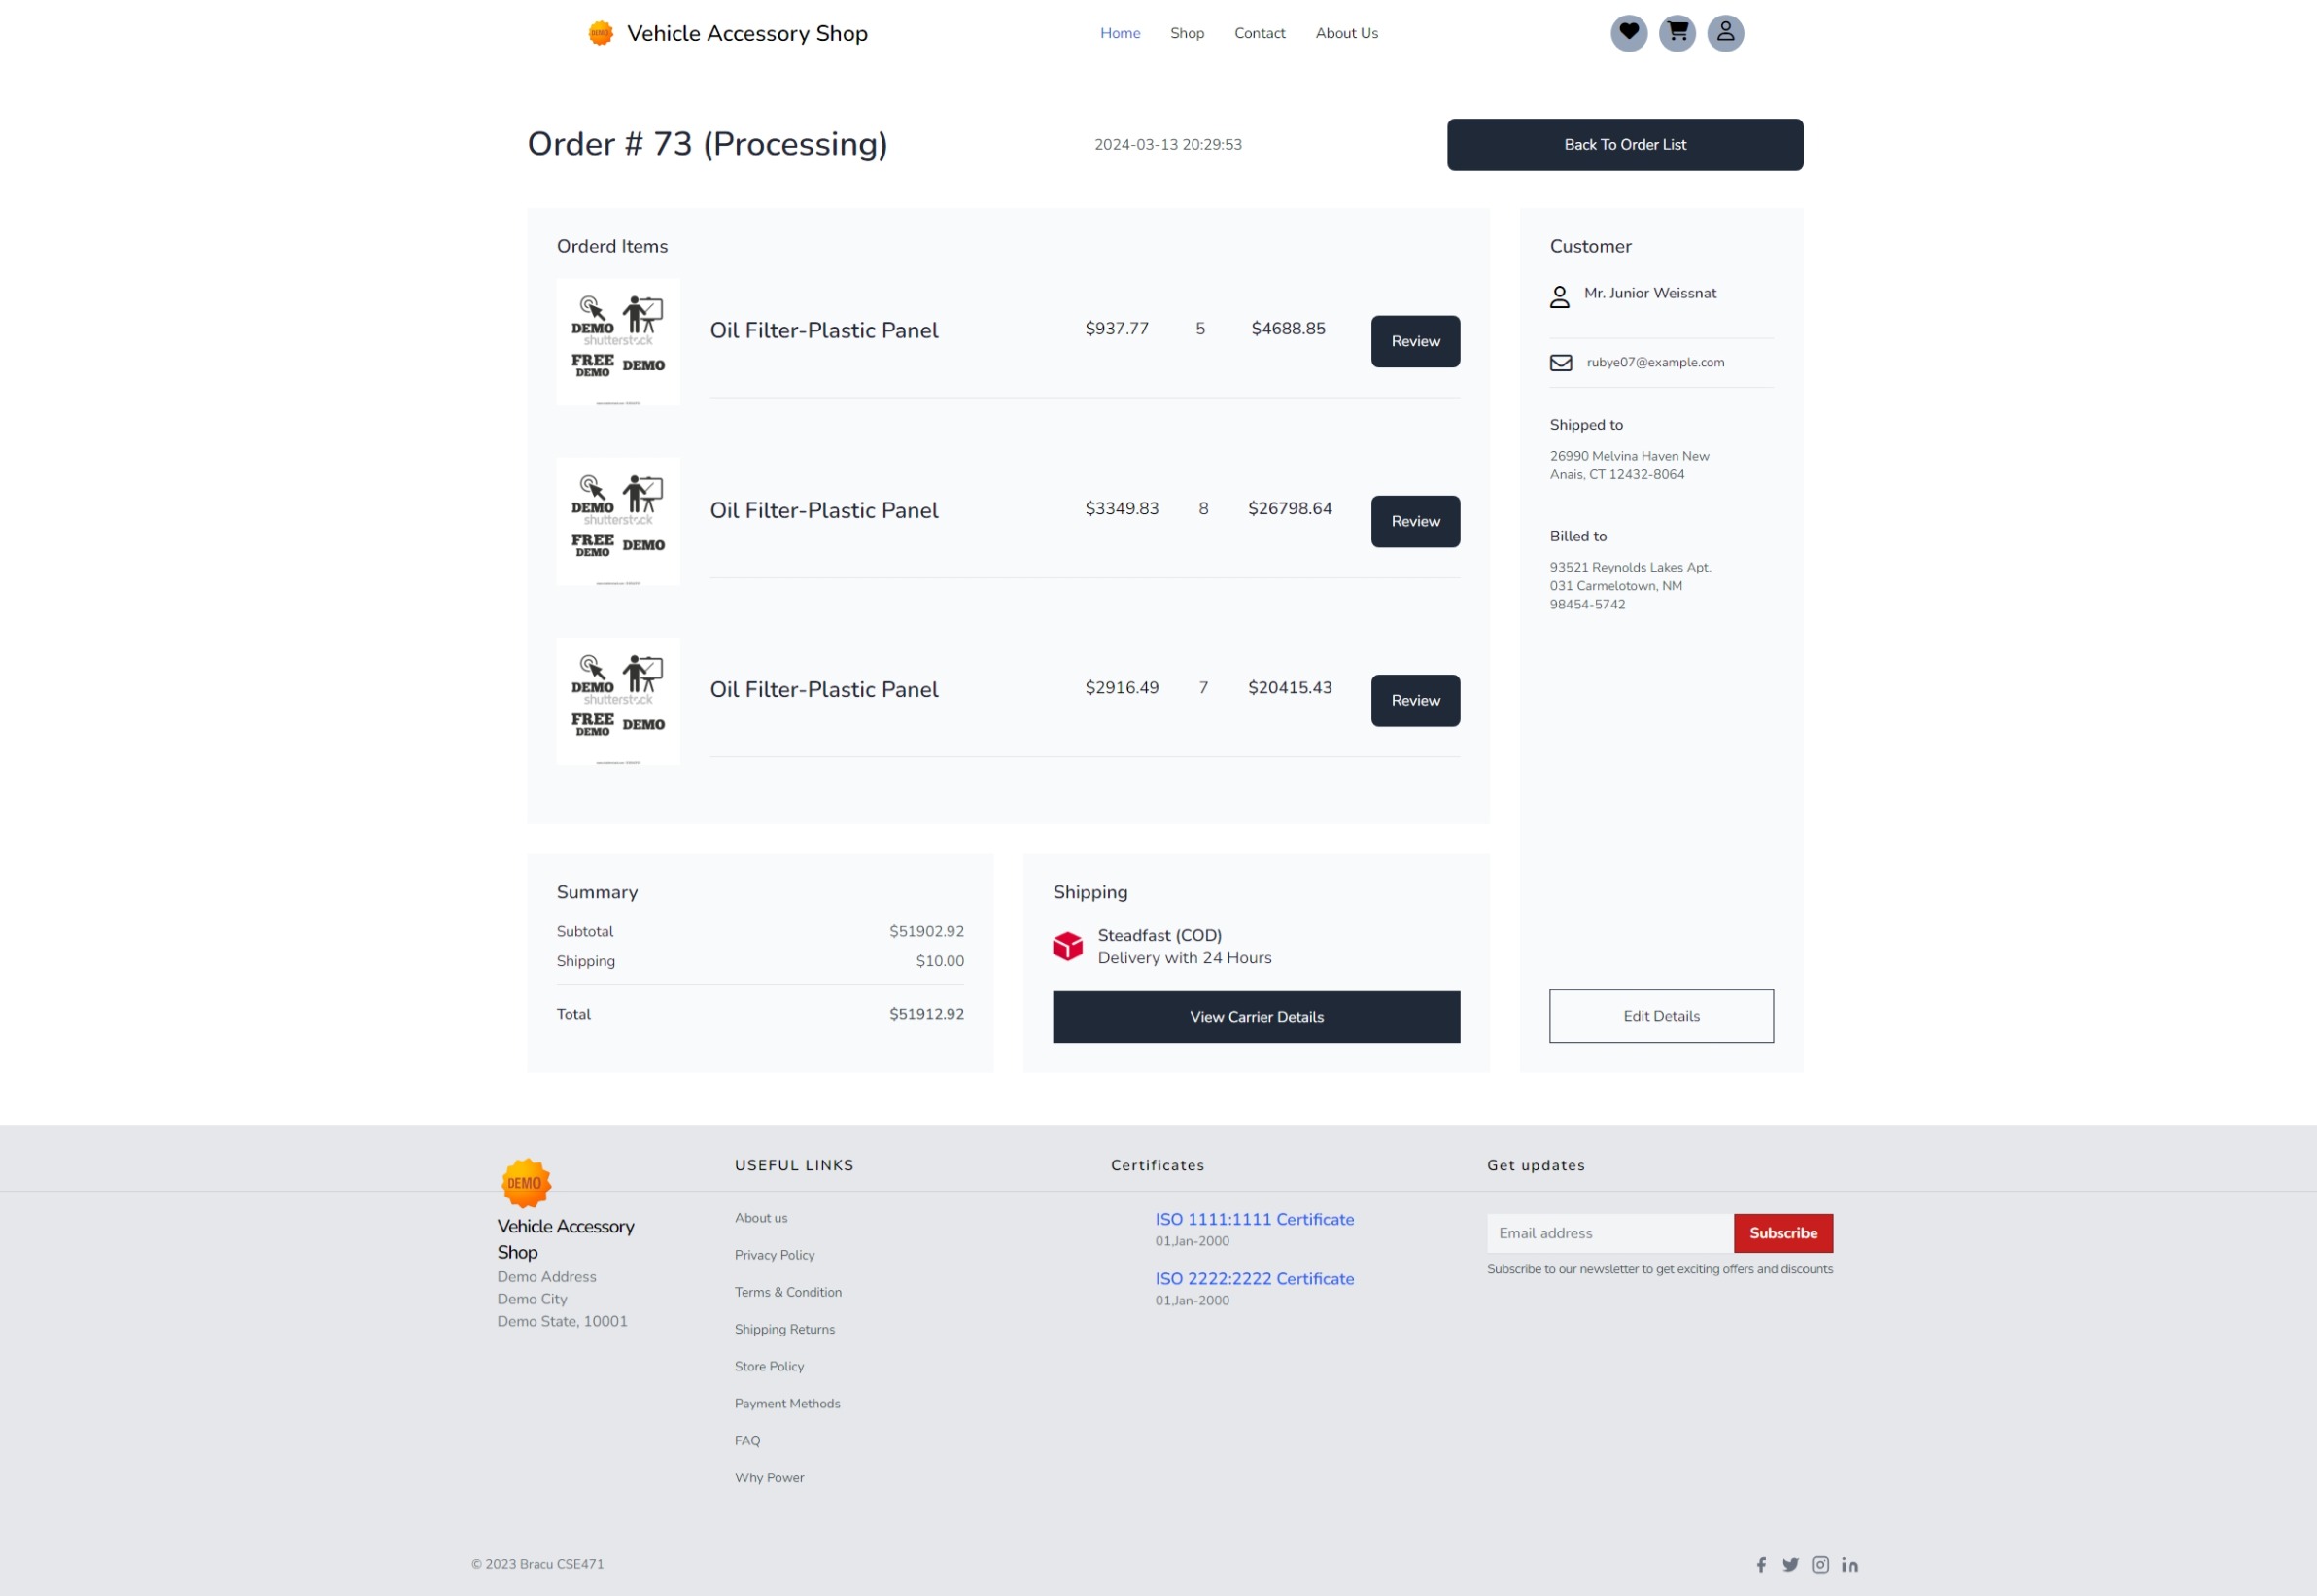 DEMO
Vehicle Accessory Shop
Home
Shop
Contact
About Us
Order # 73 (Processing)
2024-03-13 20:29:53
Back To Order List
Orderd Items
DEMO
shutterstock
FREE
DEMO
DEMO
Oil Filter-Plastic Panel
$937.77
5
$4688.85
Review
DEMO
shutterstock
FREE
DEMO
DEMO
Oil Filter-Plastic Panel
$3349.83
8
$26798.64
Review
DEMO
shutterstock
FREE
DEMO
DEMO
Oil Filter-Plastic Panel
$2916.49
7
$20415.43
Review
Customer
Mr. Junior Weissnat
rubye07@example.com
Shipped to
26990 Melvina Haven New
Anais, CT 12432-8064
Billed to
93521 Reynolds Lakes Apt.
031 Carmelotown, NM
98454-5742
Edit Details
Summary
Subtotal
$51902.92
Shipping
$10.00
Total
$51912.92
Shipping
Steadfast (COD)
Delivery with 24 Hours
View Carrier Details
DEMO
Vehicle Accessory
Shop
Demo Address
Demo City
Demo State, 10001
USEFUL LINKS
About us
Privacy Policy
Terms & Condition
Shipping Returns
Store Policy
Payment Methods
FAQ
Why Power
Certificates
ISO 1111:1111 Certificate
01,Jan-2000
ISO 2222:2222 Certificate
01,Jan-2000
Get updates
Email address
Subscribe
Subscribe to our newsletter to get exciting offers and discounts
© 2023 Bracu CSE471